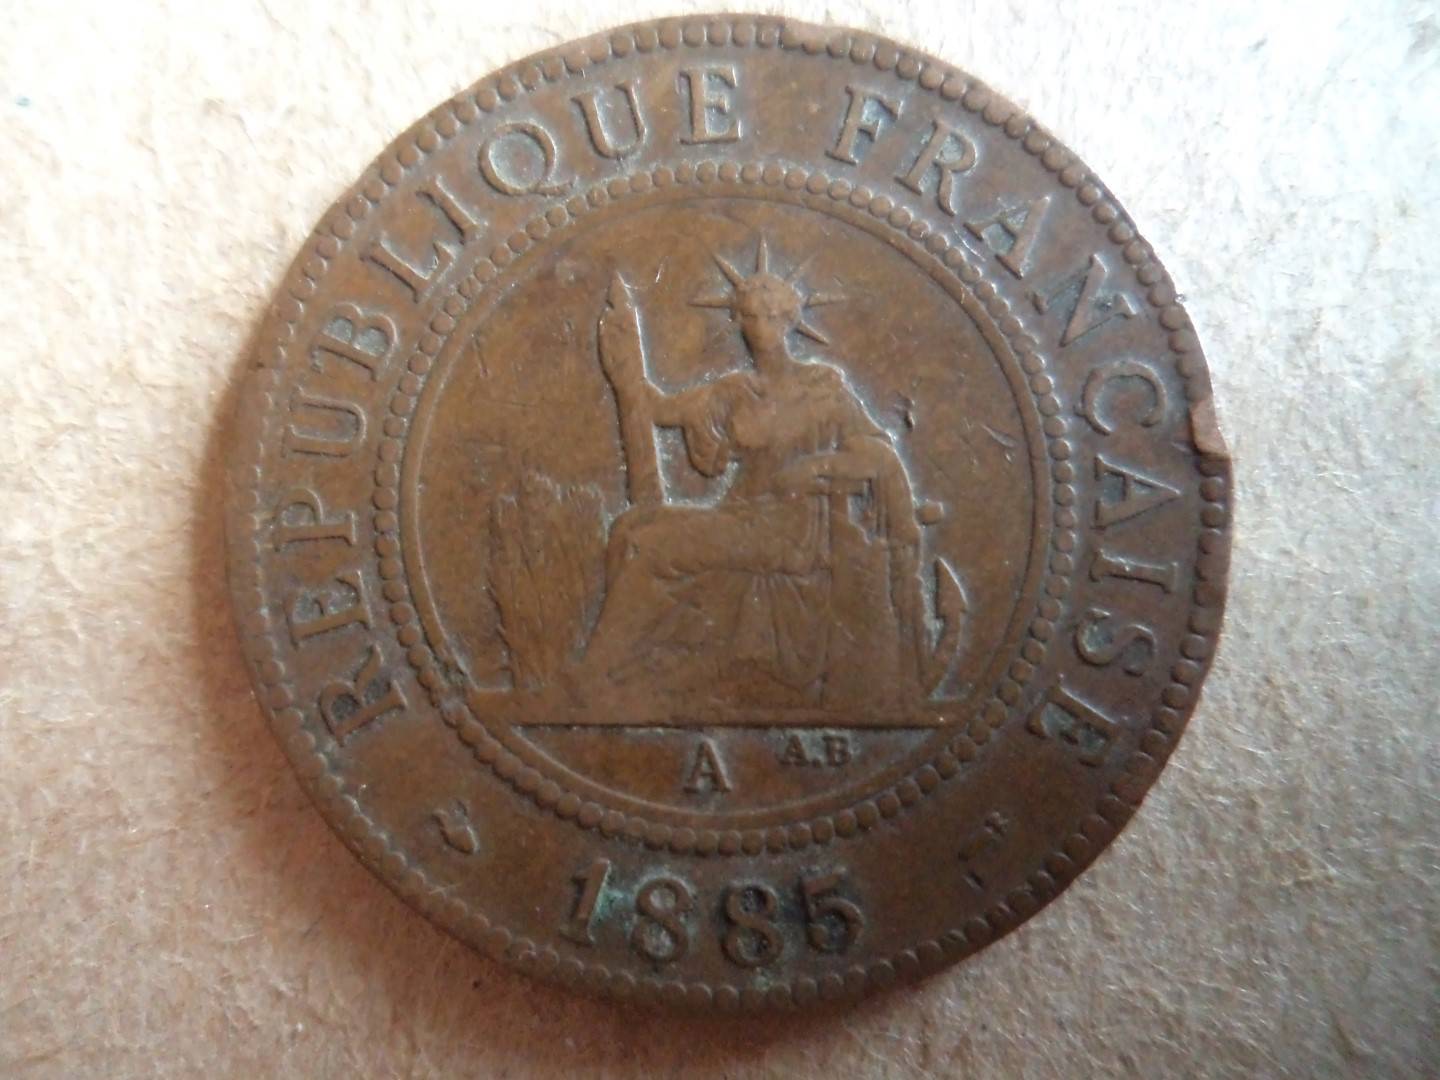 REPUBLIQUE FRANÇAISE
A A.B
1885